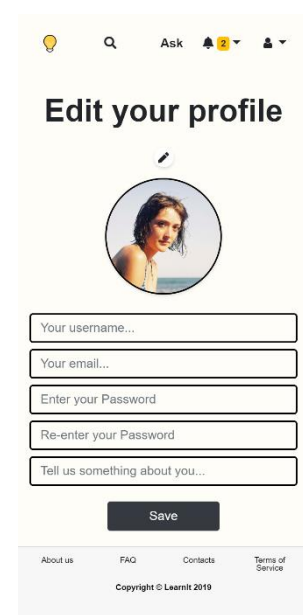 Ask 2
Edit your profile
Your username...
Your email...
Enter your Password
Re-enter your Password
Tell us something about you...
Save
About us FAQ Contacts Terms of
Service
Copyright © LearnIt 2019